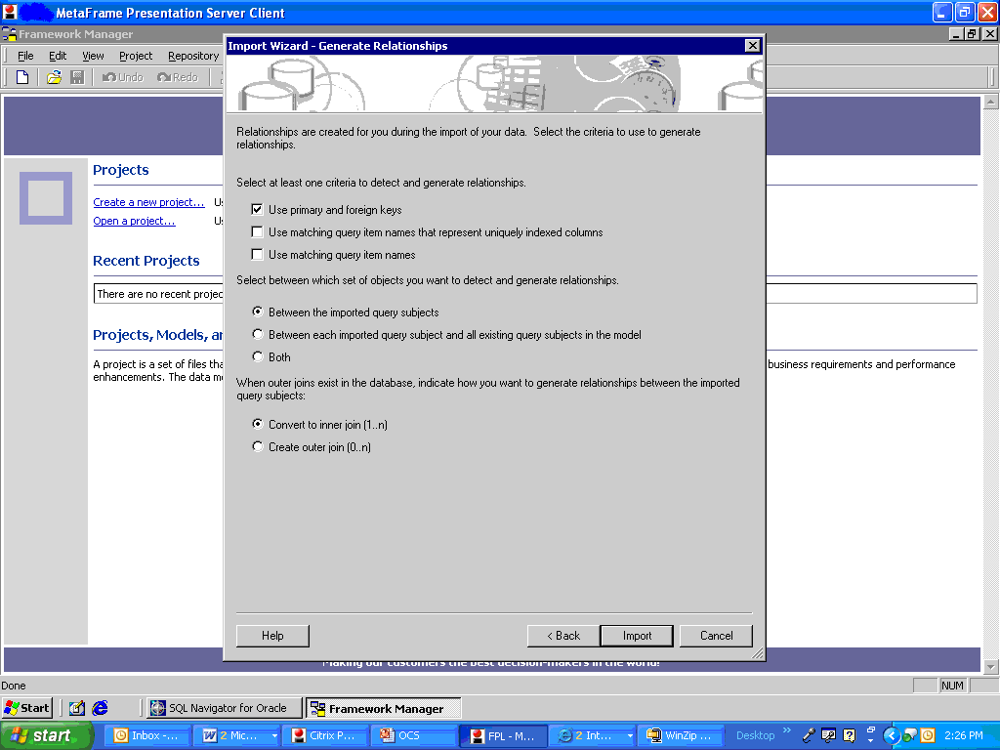 MetaFrame Presentation Server Client
Framework Manager
File Edit View Project Repository
Undo Redo
Import Wizard - Generate Relationships
Relationships are created for you during the import of your data. Select the criteria to use to generate
relationships.
Select at least one criteria to detect and generate relationships.
Use primary and foreign keys
Use matching query item names that represent uniquely indexed columns
Use matching query item names
Select between which set of objects you want to detect and generate relationships.
Between the imported query subjects
Between each imported query subject and all existing query subjects in the model
Both
When outer joins exist in the database, indicate how you want to generate relationships between the imported
query subjects:
Convert to inner join (1..n)
Create outer join (0..n)
Help < Back Import Cancel
Projects
Create a new project...
Open a project...
Recent Projects
There are no recent projec
Projects, Models, a
A project is a set of files tha business requirements and performance
enhancements. The data m
Making our customers the best decision-makers in the world!
Done NUM
Start SQL Navigator for Oracle Framework Manager
start Inbox -... 2 Mic... Citrix P... OCS FPL - M... 2 Int... WinZip ... Desktop » 2:26 PM